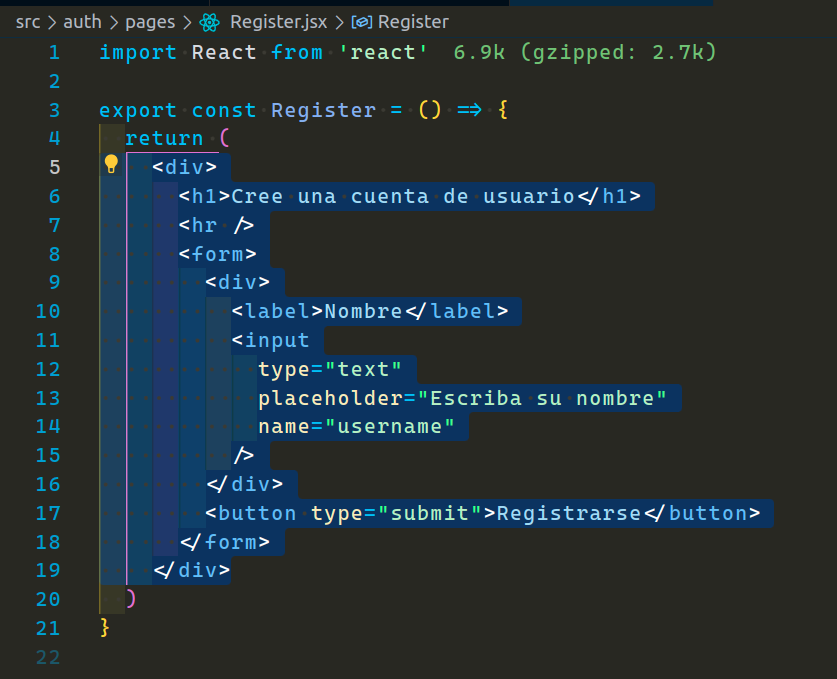 src > auth > pages > Register.jsx > Register
1 import React from 'react' 6.9k (gzipped: 2.7k)
2
3 export const Register = () => {
4   return (
5     <div>
6       <h1>Cree una cuenta de usuario</h1>
7       <hr />
8       <form>
9         <div>
10           <label>Nombre</label>
11           <input
12             type="text"
13             placeholder="Escriba su nombre"
14             name="username"
15           />
16         </div>
17         <button type="submit">Registrarse</button>
18       </form>
19     </div>
20   )
21 }
22